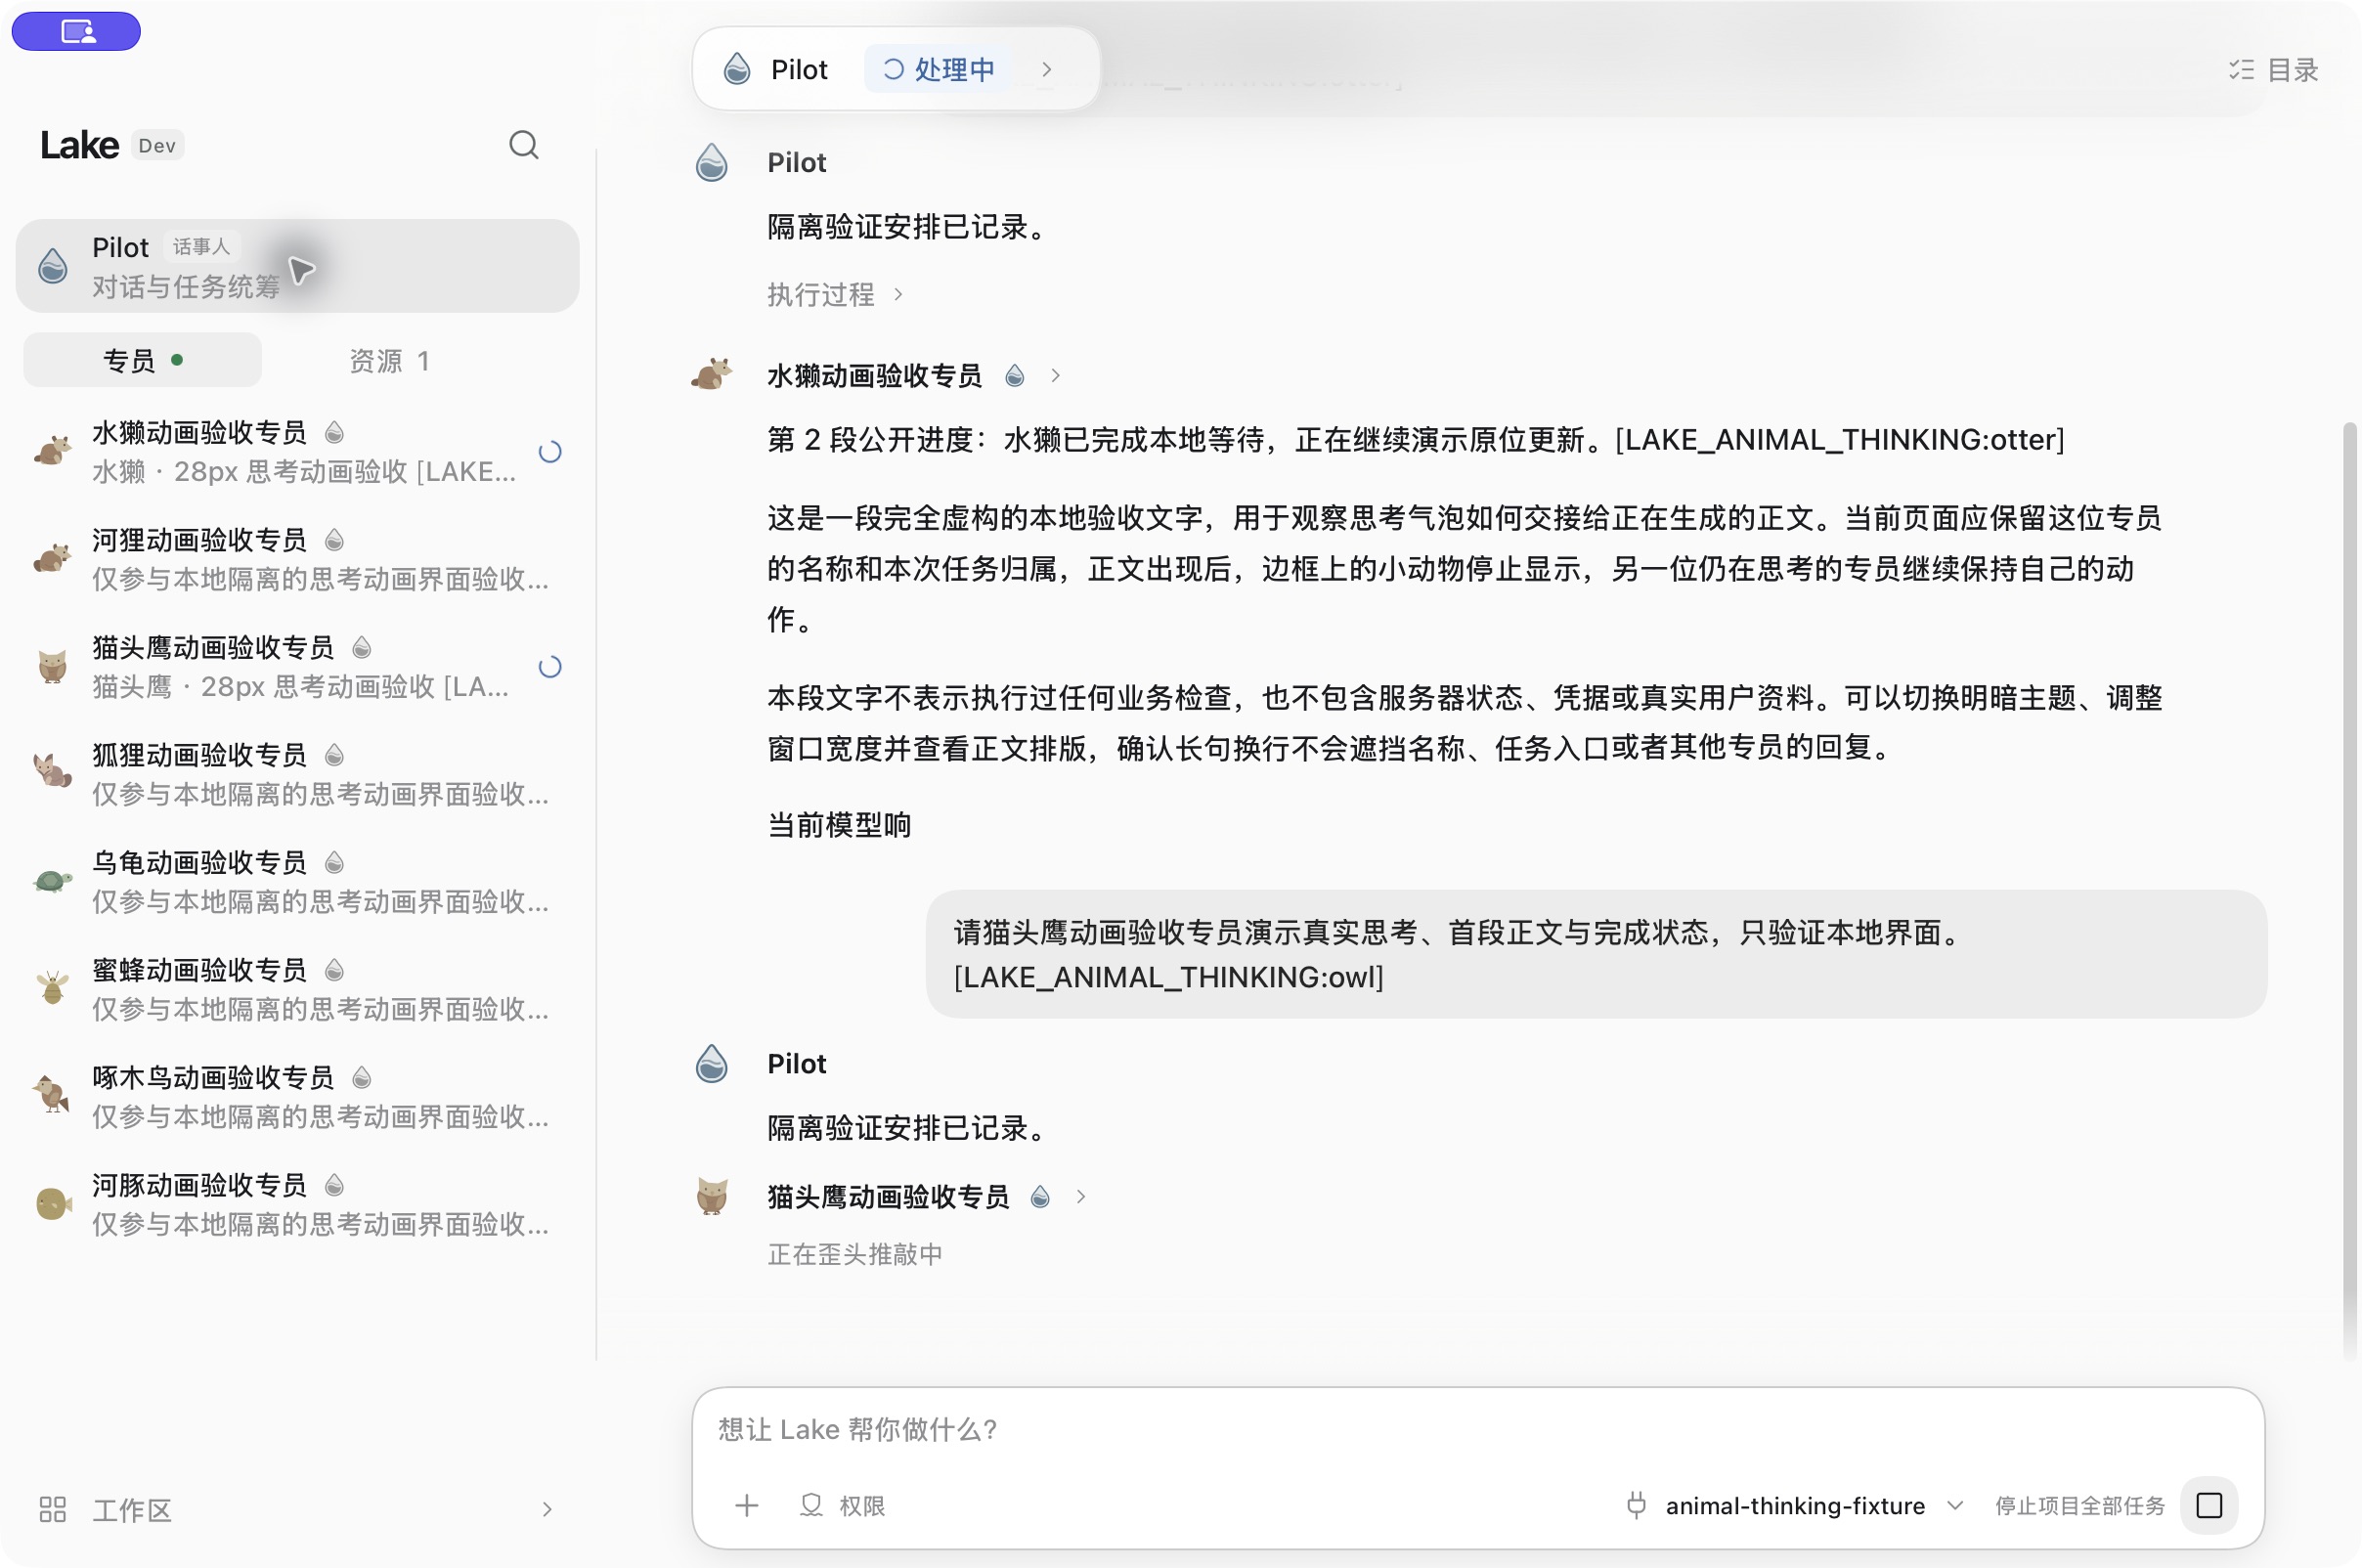 Pilot
处理中
目录
Lake
Dev
Pilot
话事人
对话与任务统筹
专员
资源 1
水獭动画验收专员
水獭 · 28px 思考动画验收 [LAKE...
河狸动画验收专员
仅参与本地隔离的思考动画界面验收...
猫头鹰动画验收专员
猫头鹰 · 28px 思考动画验收 [LA...
狐狸动画验收专员
仅参与本地隔离的思考动画界面验收...
乌龟动画验收专员
仅参与本地隔离的思考动画界面验收...
蜜蜂动画验收专员
仅参与本地隔离的思考动画界面验收...
啄木鸟动画验收专员
仅参与本地隔离的思考动画界面验收...
河豚动画验收专员
仅参与本地隔离的思考动画界面验收...
工作区
Pilot
隔离验证安排已记录。
执行过程
水獭动画验收专员
第 2 段公开进度：水獭已完成本地等待，正在继续演示原位更新。[LAKE_ANIMAL_THINKING:otter]
这是一段完全虚构的本地验收文字，用于观察思考气泡如何交接给正在生成的正文。当前页面应保留这位专员
的名称和本次任务归属，正文出现后，边框上的小动物停止显示，另一位仍在思考的专员继续保持自己的动
作。
本段文字不表示执行过任何业务检查，也不包含服务器状态、凭据或真实用户资料。可以切换明暗主题、调整
窗口宽度并查看正文排版，确认长句换行不会遮挡名称、任务入口或者其他专员的回复。
当前模型响
请猫头鹰动画验收专员演示真实思考、首段正文与完成状态，只验证本地界面。
[LAKE_ANIMAL_THINKING:owl]
Pilot
隔离验证安排已记录。
猫头鹰动画验收专员
正在歪头推敲中
想让 Lake 帮你做什么？
权限
animal-thinking-fixture
停止项目全部任务